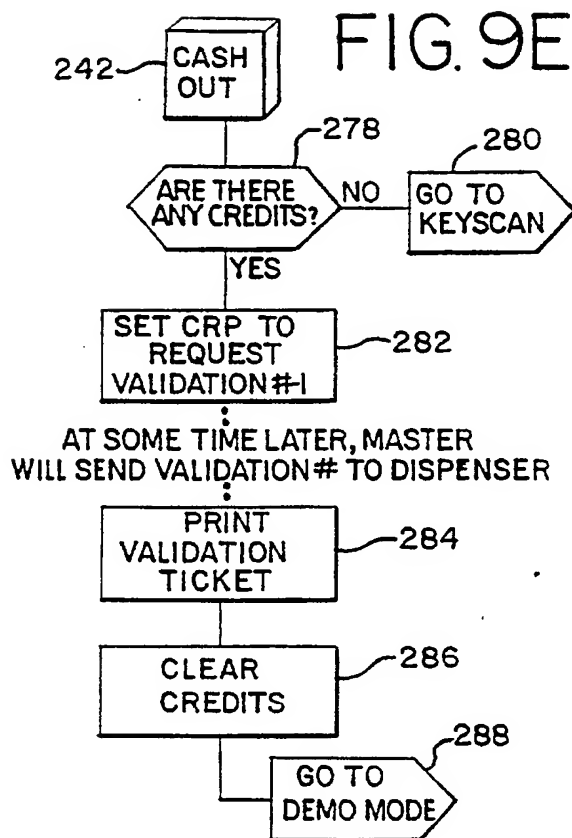 FIG. 9E
242
CASH
OUT
278
ARE THERE
ANY CREDITS?
NO
280
GO TO
KEYSCAN
YES
SET CRP TO
REQUEST
VALIDATION #1
282
AT SOME TIME LATER, MASTER
WILL SEND VALIDATION # TO DISPENSER
PRINT
VALIDATION
TICKET
284
CLEAR
CREDITS
286
288
GO TO
DEMO MODE